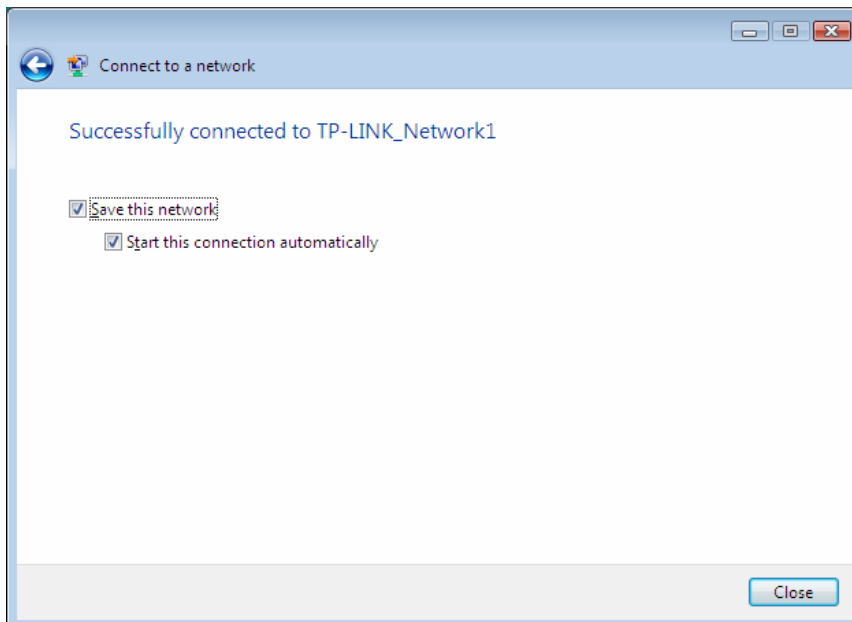 Connect to a network
Successfully connected to TP-LINK_Network1
Save this network
Start this connection automatically
Close